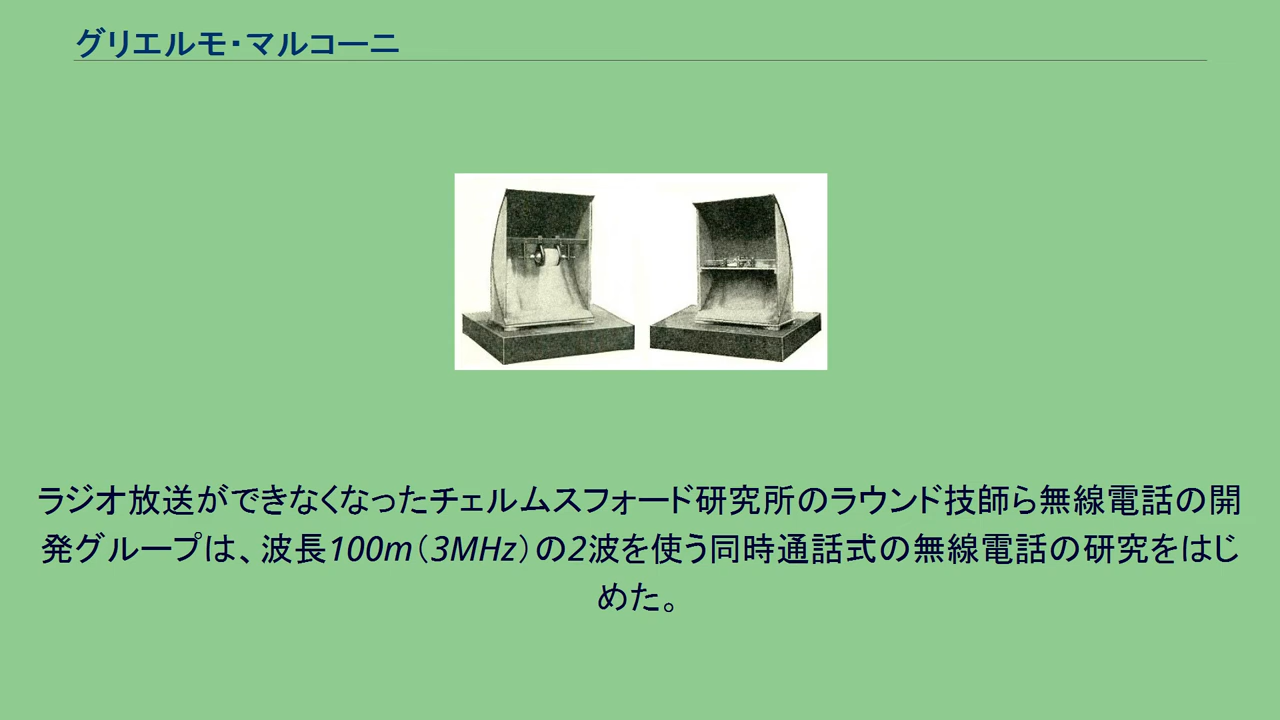 グリエルモ・マルコーニ
ラジオ放送ができなくなったチェルムスフォード研究所のラウンド技師ら無線電話の開
発グループは、波長100m（3MHz）の2波を使う同時通話式の無線電話の研究をはじ
めた。